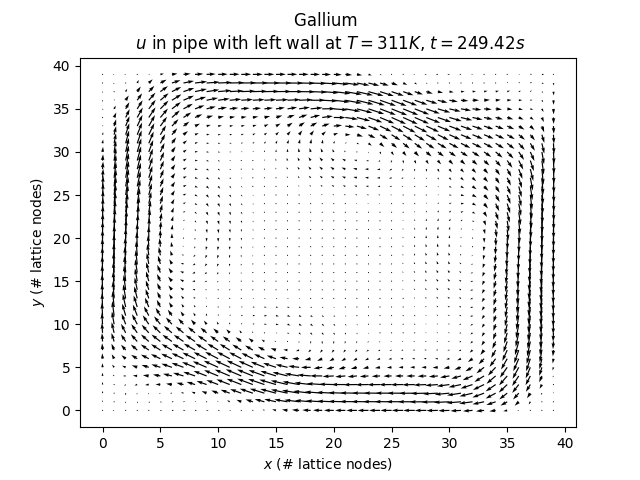 Gallium
u in pipe with left wall at T = 311K, t = 249.42s
40
35
30
25
20
15
10
5
0
y (# lattice nodes)
0 5 10 15 20 25 30 35 40
x (# lattice nodes)